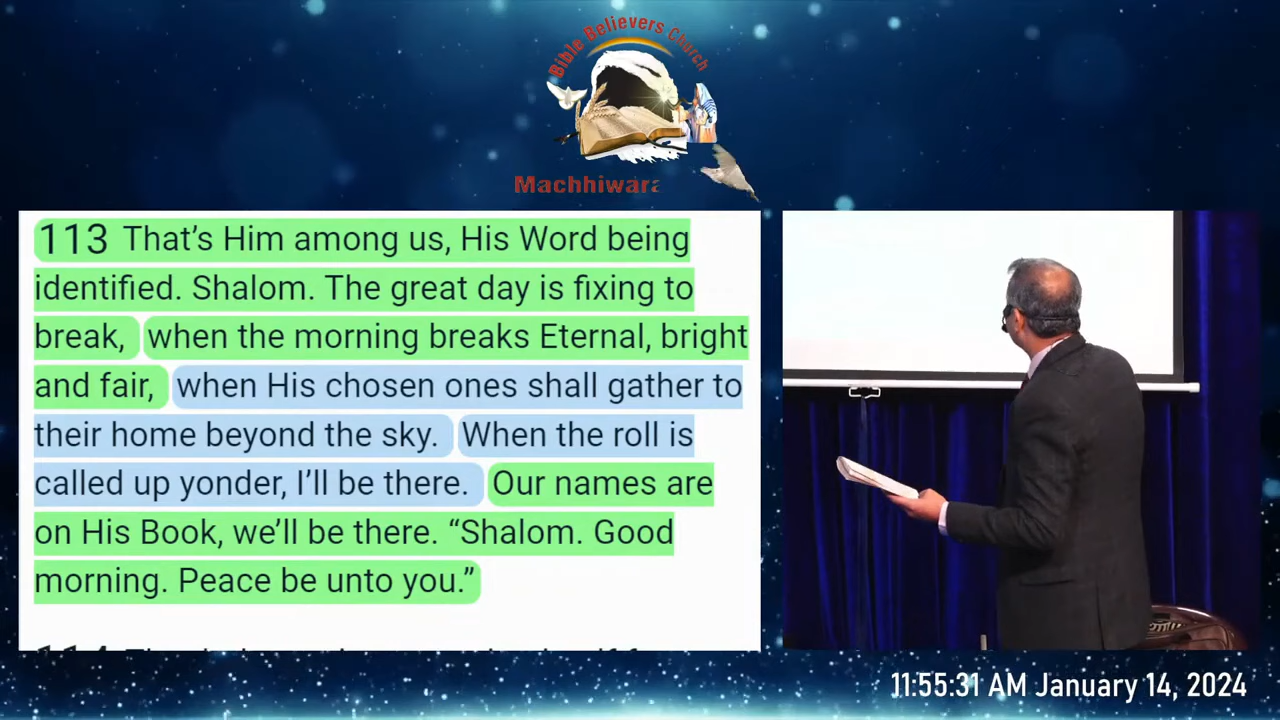 Bible Believers Church
Machhiwara
113 That’s Him among us, His Word being
identified. Shalom. The great day is fixing to
break, when the morning breaks Eternal, bright
and fair, when His chosen ones shall gather to
their home beyond the sky. When the roll is
called up yonder, I’ll be there. Our names are
on His Book, we’ll be there. “Shalom. Good
morning. Peace be unto you.”
11:55:31 AM January 14, 2024